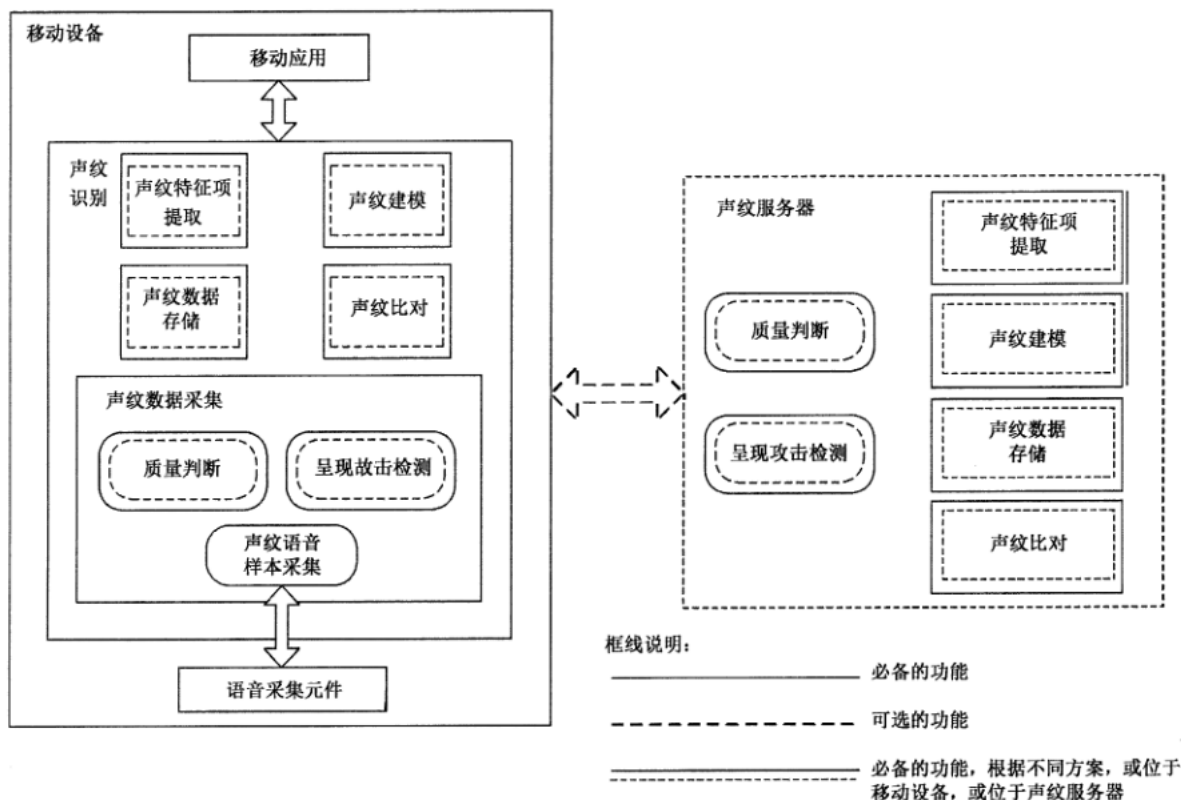 移动设备
移动应用
声纹
识别
声纹特征项
提取
声纹建模
声纹数据
存储
声纹比对
声纹数据采集
质量判断
呈现故击检测
声纹语音
样本采集
语音采集元件
声纹服务器
质量判断
呈现攻击检测
声纹特征项
提取
声纹建模
声纹数据
存储
声纹比对
框线说明：
必备的功能
可选的功能
必备的功能，根据不同方案，或位于
移动设备，或位于声纹服务器